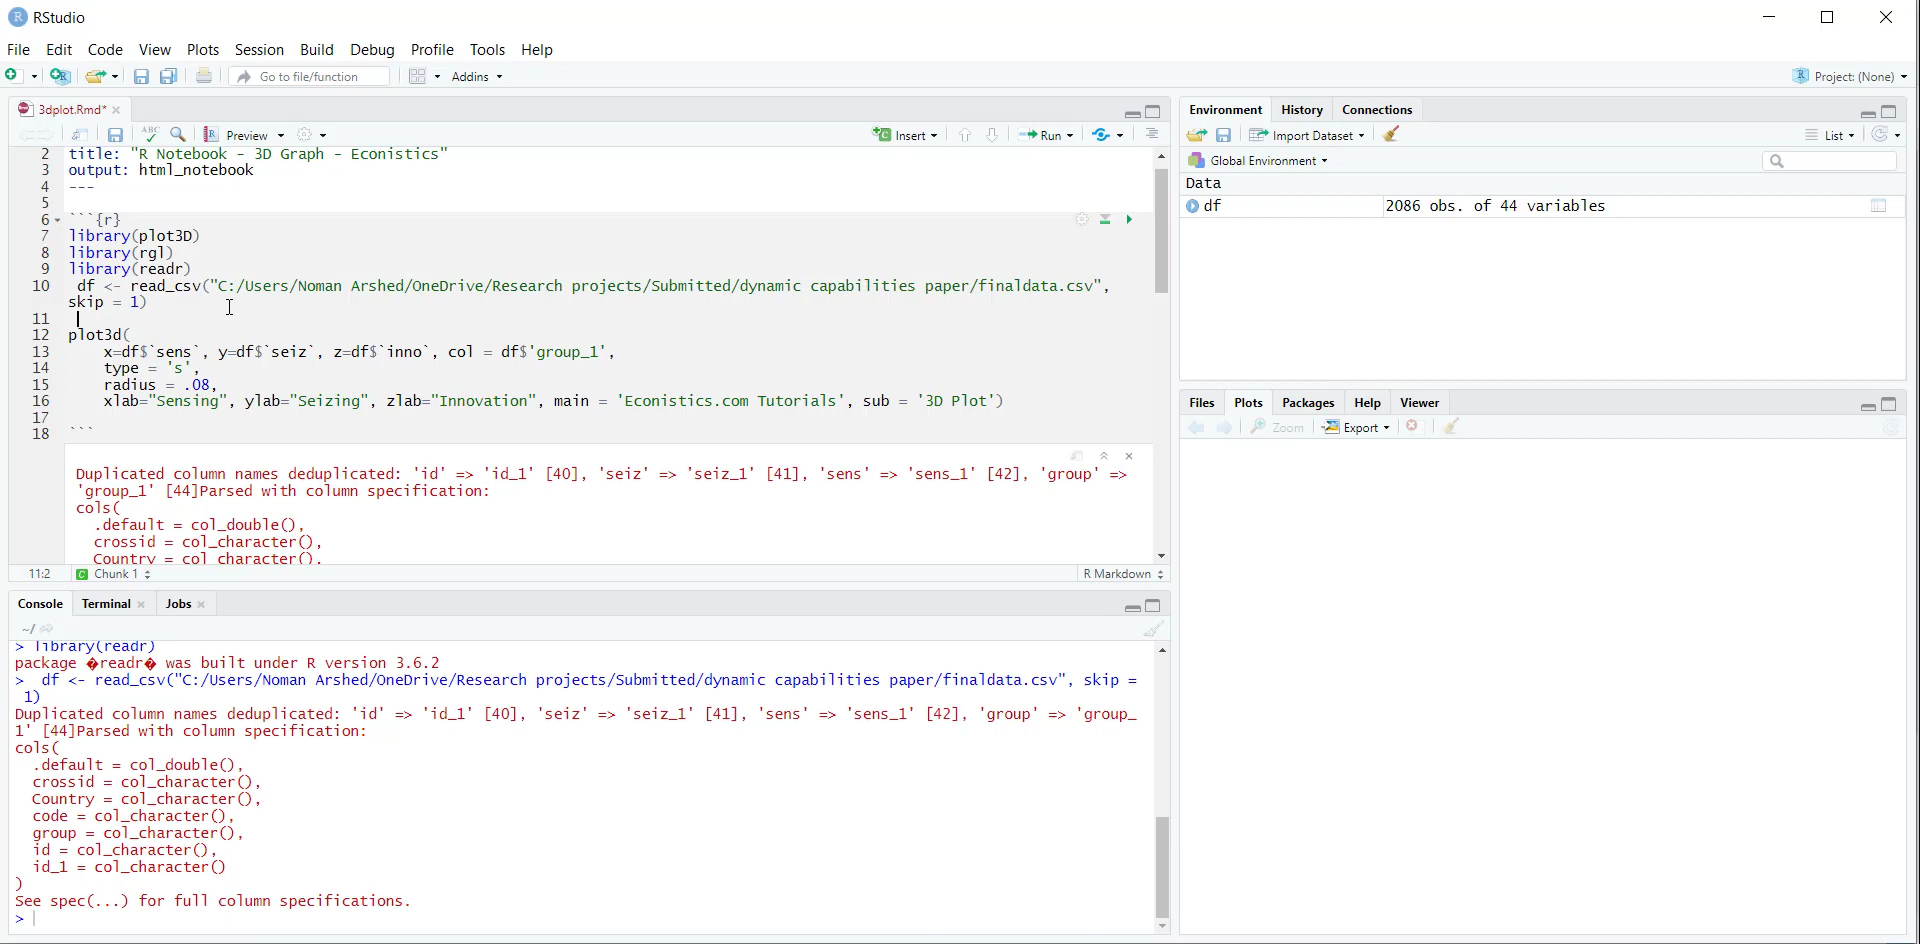 RStudio
File Edit Code View Plots Session Build Debug Profile Tools Help
Go to file/function Addins Project: (None)
3dplot.Rmd*
ABC Preview Insert Run
2 title: "R Notebook - 3D Graph - Econistics"
3 output: html_notebook
4 ---
5
6 ```{r}
7 library(plot3D)
8 library(rgl)
9 library(readr)
10 df <- read_csv("C:/Users/Noman Arshed/OneDrive/Research projects/Submitted/dynamic capabilities paper/finaldata.csv",
skip = 1)
11
12 plot3d(
13 x=df$`sens`, y=df$`seiz`, z=df$`inno`, col = df$'group_1',
14 type = 's',
15 radius = .08,
16 xlab="Sensing", ylab="Seizing", zlab="Innovation", main = 'Econistics.com Tutorials', sub = '3D Plot')
17
18 ```
Duplicated column names deduplicated: 'id' => 'id_1' [40], 'seiz' => 'seiz_1' [41], 'sens' => 'sens_1' [42], 'group' =>
'group_1' [44]Parsed with column specification:
cols(
.default = col_double(),
crossid = col_character(),
Country = col_character(),
11:2 C Chunk 1 R Markdown
Console Terminal Jobs
~/
> library(readr)
package �readr� was built under R version 3.6.2
> df <- read_csv("C:/Users/Noman Arshed/OneDrive/Research projects/Submitted/dynamic capabilities paper/finaldata.csv", skip =
1)
Duplicated column names deduplicated: 'id' => 'id_1' [40], 'seiz' => 'seiz_1' [41], 'sens' => 'sens_1' [42], 'group' => 'group_
1' [44]Parsed with column specification:
cols(
.default = col_double(),
crossid = col_character(),
Country = col_character(),
code = col_character(),
group = col_character(),
id = col_character(),
id_1 = col_character()
)
See spec(...) for full column specifications.
>
Environment History Connections
Import Dataset List
Global Environment
Data
df 2086 obs. of 44 variables
Files Plots Packages Help Viewer
Zoom Export